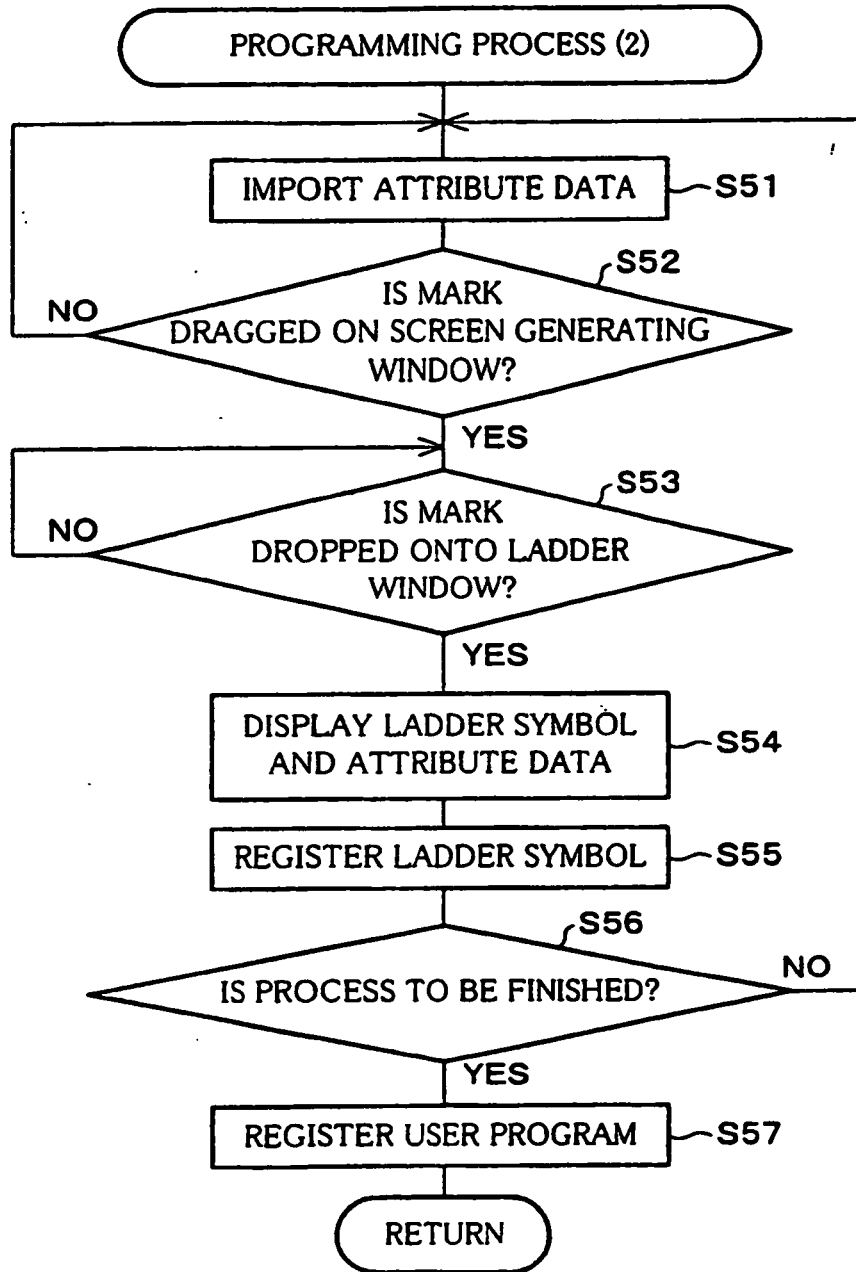 PROGRAMMING PROCESS (2)
IMPORT ATTRIBUTE DATA
S51
S52
IS MARK
DRAGGED ON SCREEN GENERATING
WINDOW?
NO
YES
S53
IS MARK
DROPPED ONTO LADDER
WINDOW?
NO
YES
DISPLAY LADDER SYMBOL
AND ATTRIBUTE DATA
S54
REGISTER LADDER SYMBOL
S55
S56
IS PROCESS TO BE FINISHED?
NO
YES
REGISTER USER PROGRAM
S57
RETURN